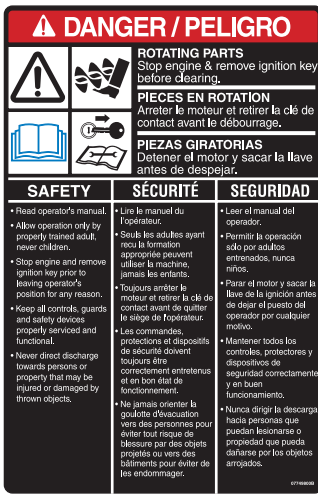 DANGER / PELIGRO
ROTATING PARTS
Stop engine & remove ignition key
before clearing.
PIECES EN ROTATION
Arreter le moteur et retirer la clé de
contact avant le débourrage.
PIEZAS GIRATORIAS
Detener el motor y sacar la llave
antes de despejar.
SAFETY
• Read operator's manual.
• Allow operation only by
properly trained adult,
never children.
• Stop engine and remove
ignition key prior to
leaving operator's
position for any reason.
• Keep all controls, guards
and safety devices
properly serviced and
functional.
• Never direct discharge
towards persons or
property that may be
injured or damaged by
thrown objects.
SÉCURITÉ
• Lire le manuel du
l'opérateur.
• Seuls les adultes ayant
recu la formation
appropriée peuvent
utiliser la machine,
jamais les enfants.
• Toujours arrêter le
moteur et retirer la clé de
contact avant de quitter
le siège de l'opérateur.
• Les commandes,
protections et dispositifs
de sécurité doivent
toujours être
correctement entretenus
et en bon état de
fonctionnement.
• Ne jamais orienter la
goulotte d'évacuation
vers des personnes pour
éviter tout risque de
blessure par des objets
projetés ou vers des
bâtiments pour éviter de
les endommager.
SEGURIDAD
• Leer el manual del
operador.
• Permitir la operación
sólo por adultos
entrenados, nunca
niños.
• Parar el motor y sacar la
llave de la ignición antes
de dejar el puesto del
operador por cualquier
motivo.
• Mantener todos los
controles, protectores y
dispositivos de
seguridad correctamente
y en buen
funcionamiento.
• Nunca dirigir la descarga
hacia personas que
puedan lesionarse o
propiedad que pueda
dañarse por los objetos
arrojados.
07749600B